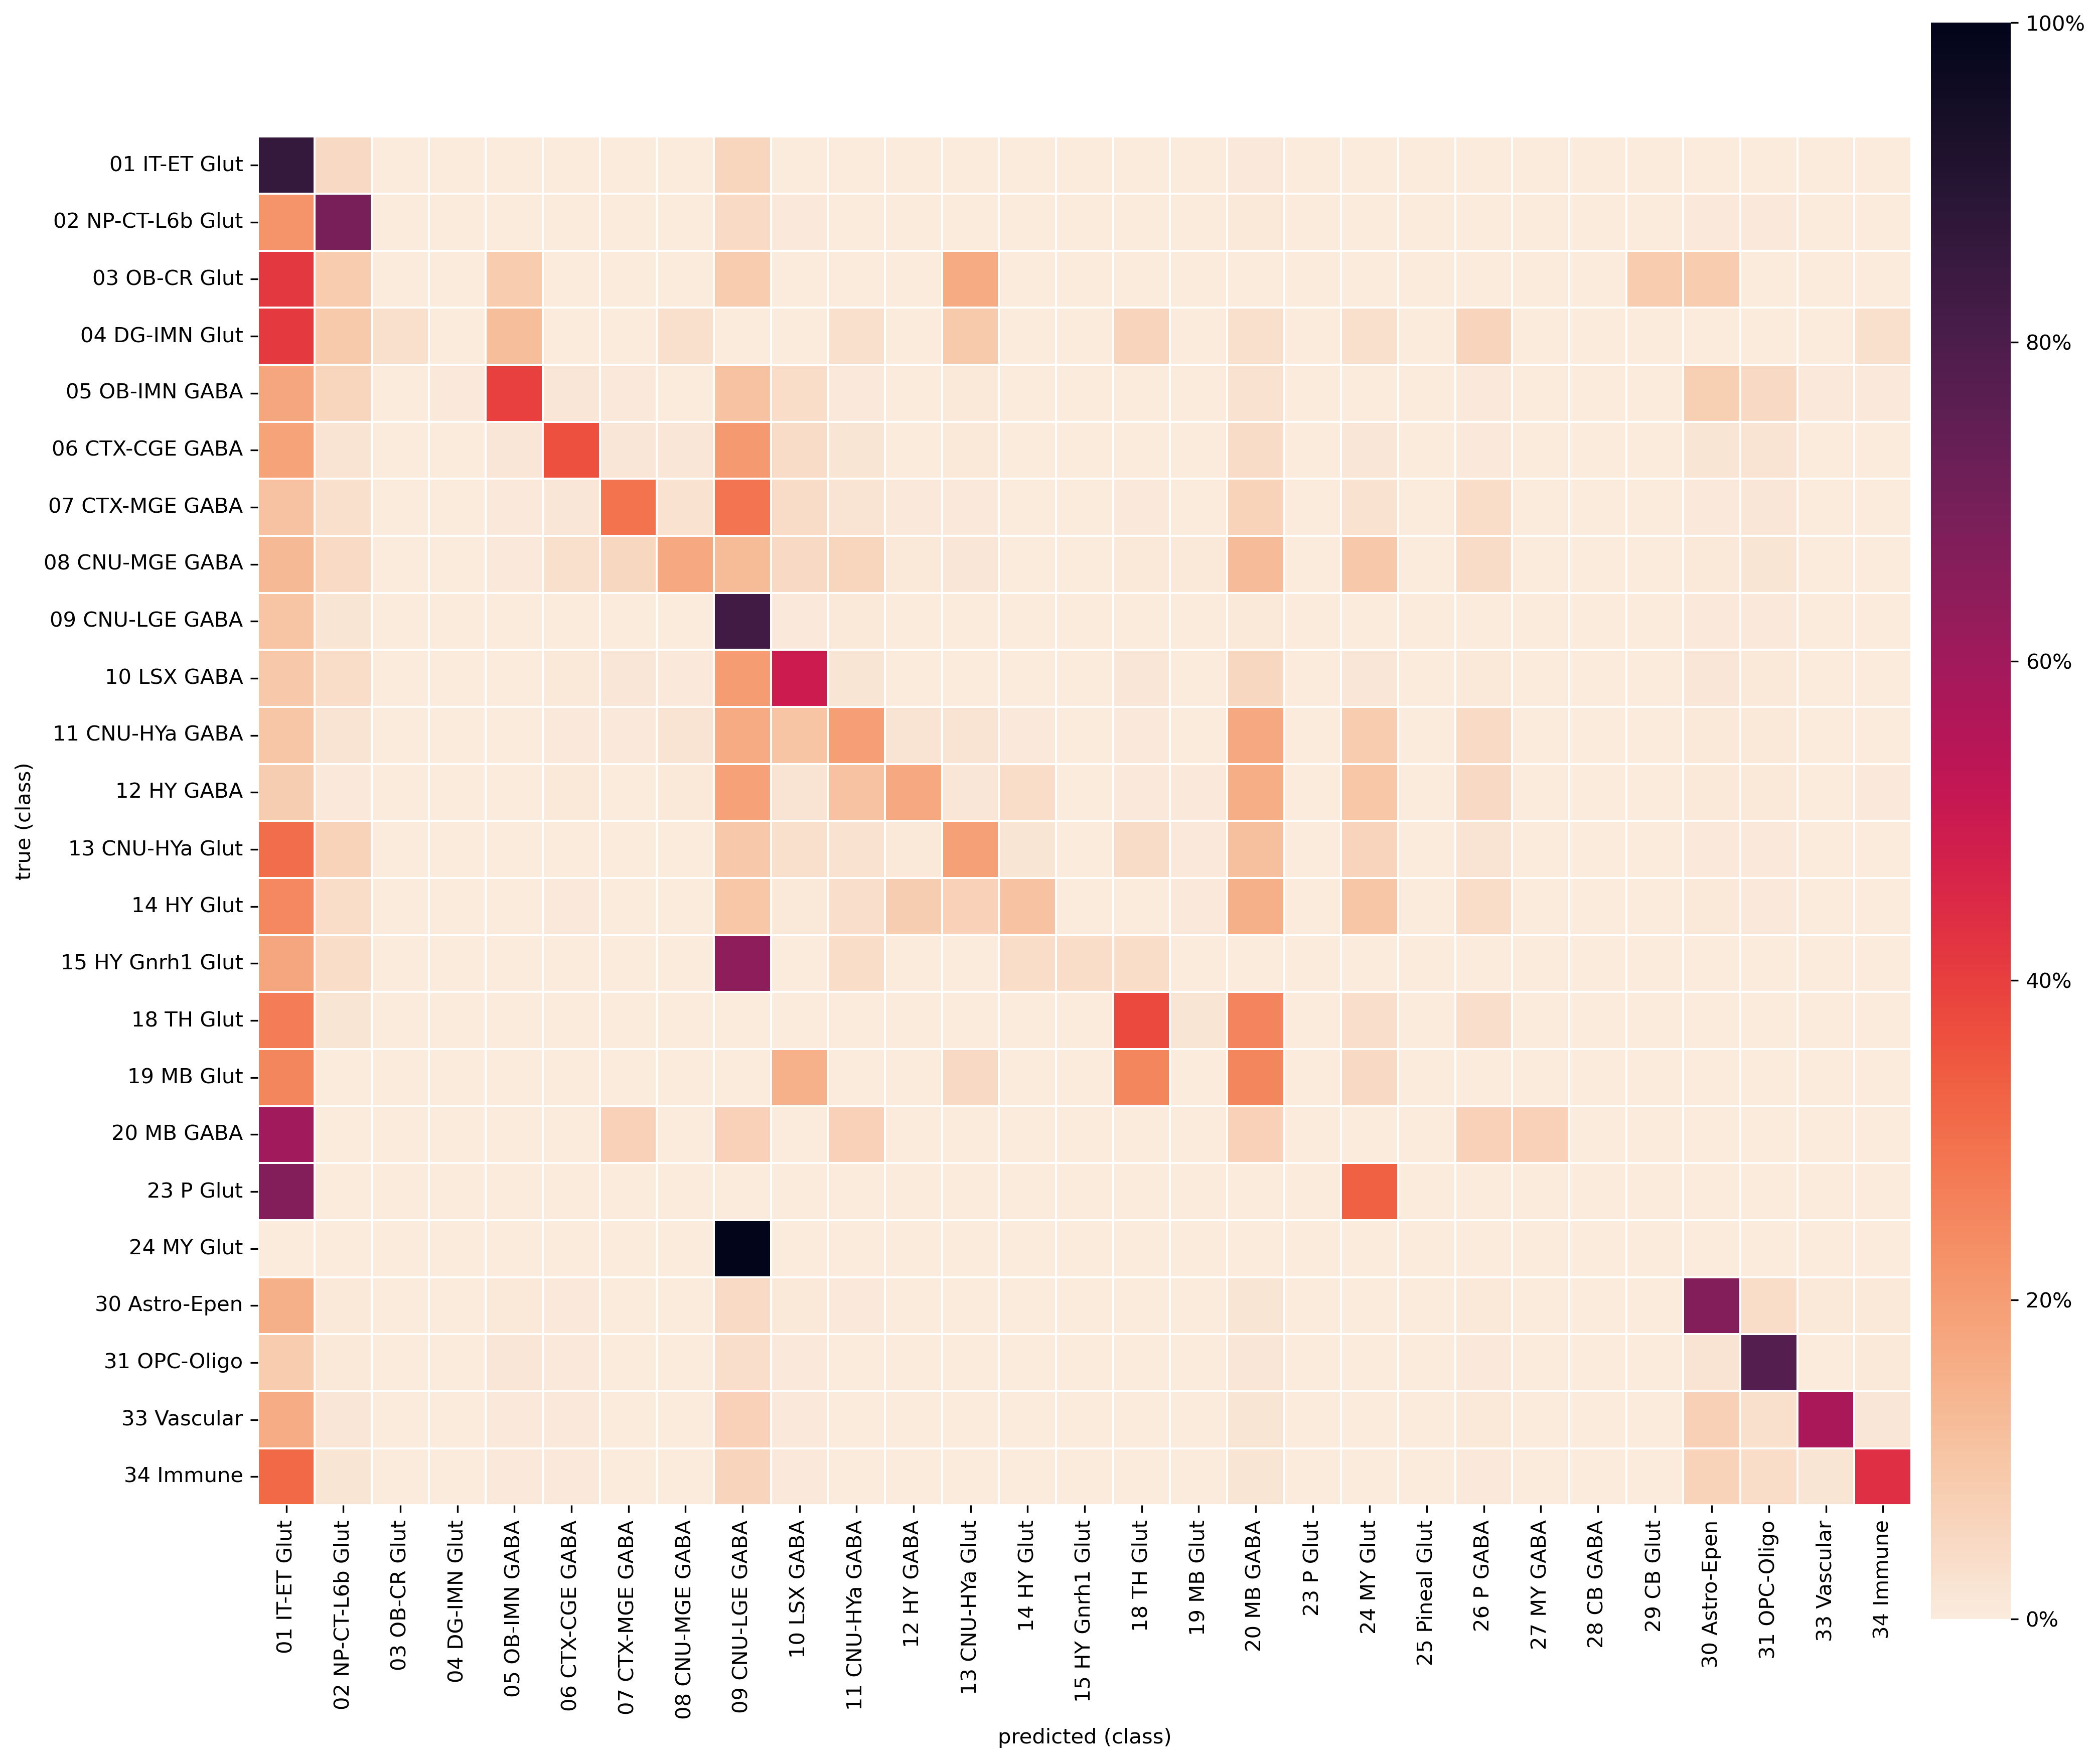 100%
80%
60%
40%
20%
0%
true (class)
01 IT-ET Glut
02 NP-CT-L6b Glut
03 OB-CR Glut
04 DG-IMN Glut
05 OB-IMN GABA
06 CTX-CGE GABA
07 CTX-MGE GABA
08 CNU-MGE GABA
09 CNU-LGE GABA
10 LSX GABA
11 CNU-HYa GABA
12 HY GABA
13 CNU-HYa Glut
14 HY Glut
15 HY Gnrh1 Glut
18 TH Glut
19 MB Glut
20 MB GABA
23 P Glut
24 MY Glut
30 Astro-Epen
31 OPC-Oligo
33 Vascular
34 Immune
01 IT-ET Glut
02 NP-CT-L6b Glut
03 OB-CR Glut
04 DG-IMN Glut
05 OB-IMN GABA
06 CTX-CGE GABA
07 CTX-MGE GABA
08 CNU-MGE GABA
09 CNU-LGE GABA
10 LSX GABA
11 CNU-HYa GABA
12 HY GABA
13 CNU-HYa Glut
14 HY Glut
15 HY Gnrh1 Glut
18 TH Glut
19 MB Glut
20 MB GABA
23 P Glut
24 MY Glut
25 Pineal Glut
26 P GABA
27 MY GABA
28 CB GABA
29 CB Glut
30 Astro-Epen
31 OPC-Oligo
33 Vascular
34 Immune
predicted (class)